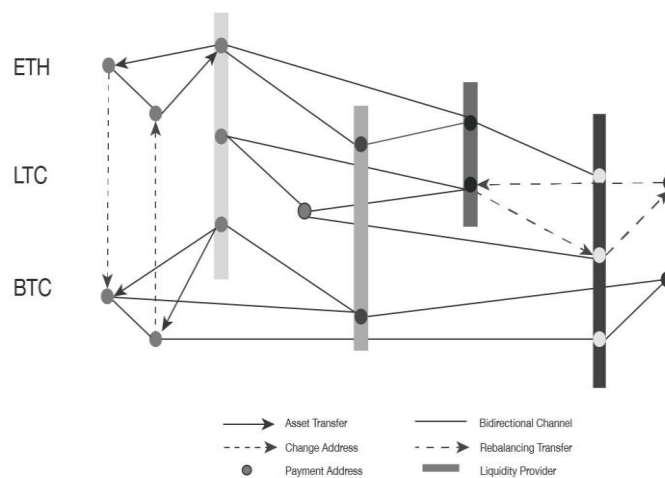 ETH
LTC
BTC
Asset Transfer
Bidirectional Channel
Change Address
Rebalancing Transfer
Payment Address
Liquidity Provider